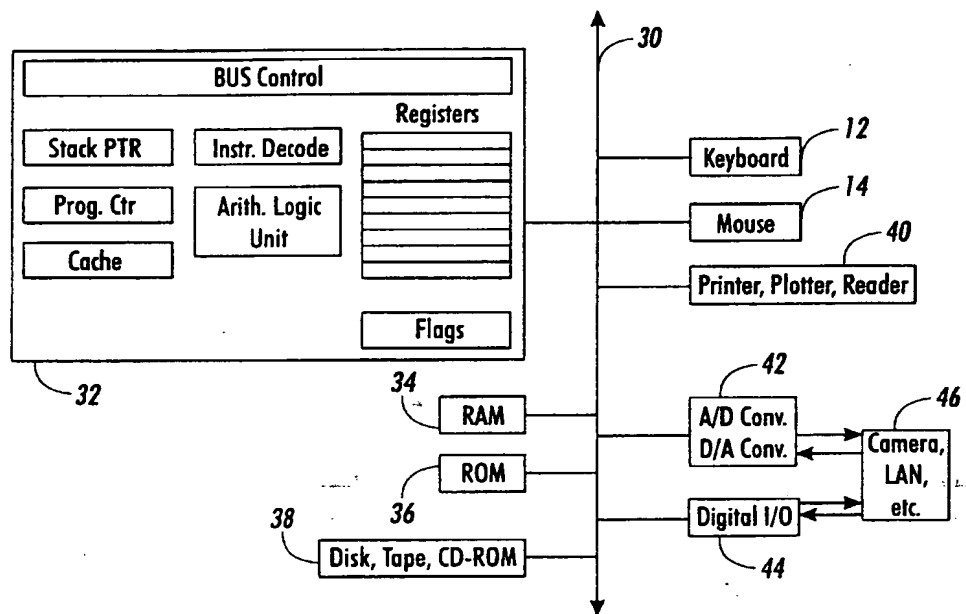 BUS Control
Registers
Stack PTR
Instr. Decode
Prog. Ctr
Arith. Logic
Unit
Cache
Flags
32
30
Keyboard
12
Mouse
14
40
Printer, Plotter, Reader
34
RAM
ROM
36
38
Disk, Tape, CD-ROM
42
A/D Conv.
D/A Conv.
46
Camera,
LAN,
etc.
Digital I/O
44